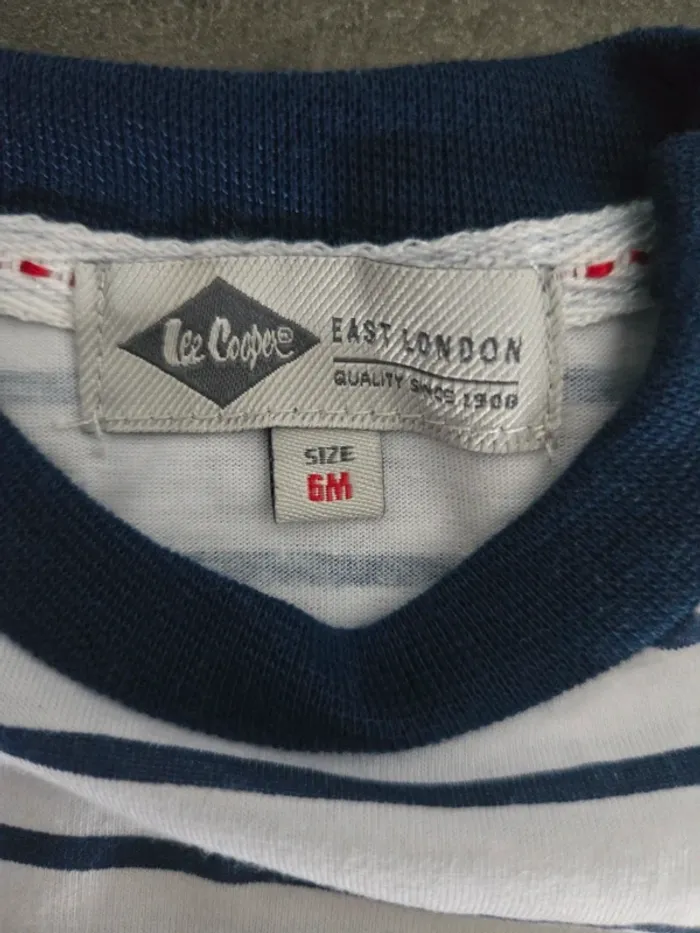 Lee Cooper®
EAST LONDON
QUALITY SINCE 1908
SIZE
6M